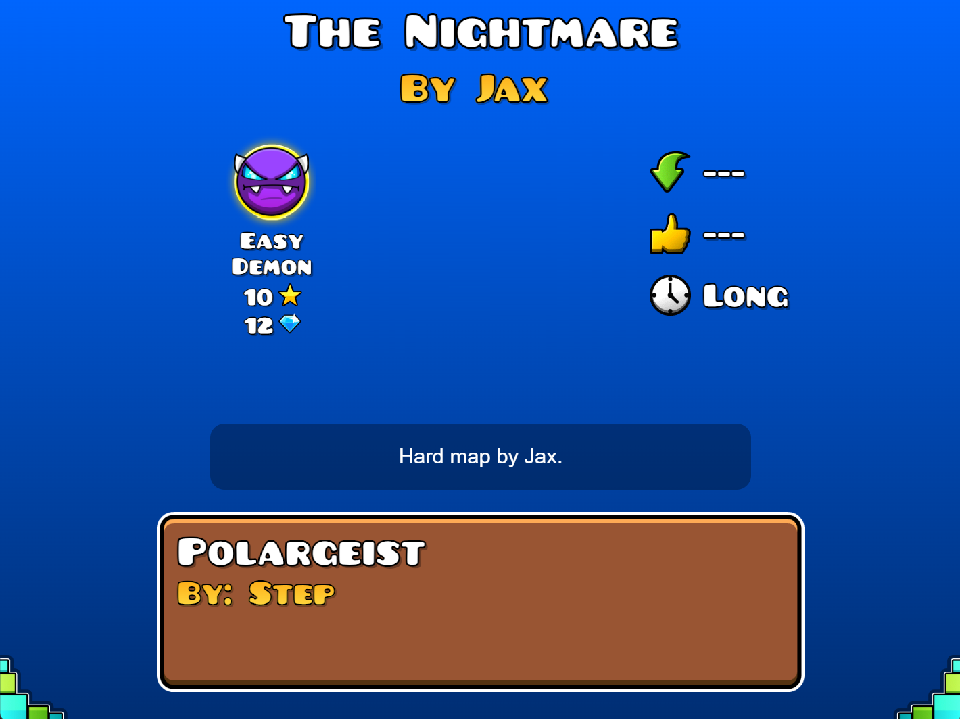 The Nightmare
By Jax
Easy
Demon
10
12
---
---
Long
Hard map by Jax.
Polargeist
By: Step